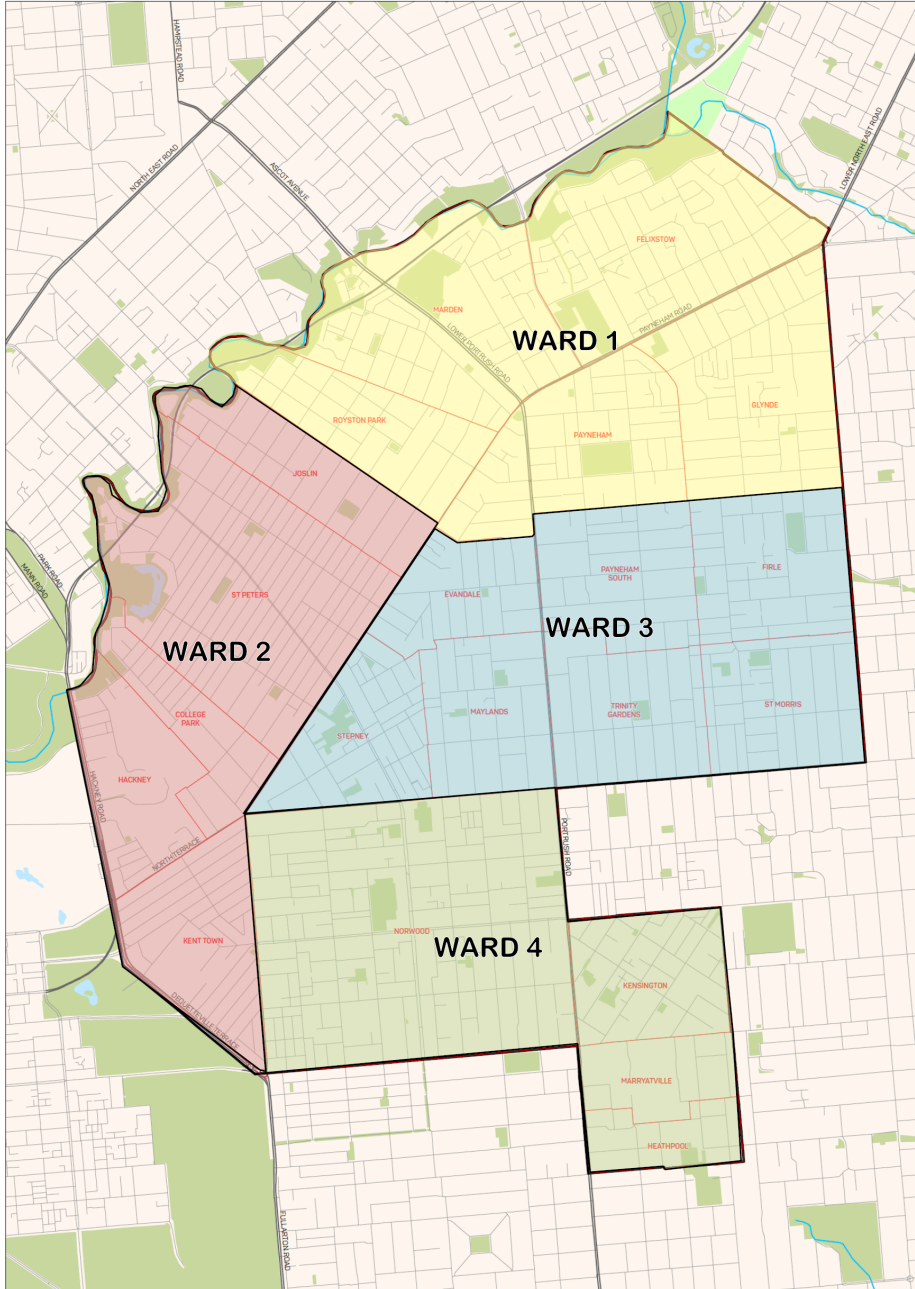 HAMPSTEAD ROAD
NORTH EAST ROAD
ASCOT AVENUE
LOWER NORTH EAST ROAD
FELIXSTOW
MARDEN
LOWER PORTRUSH ROAD
PAYNEHAM ROAD
WARD 1
ROYSTON PARK
PAYNEHAM
GLYNDE
JOSLIN
PARK ROAD
MANN ROAD
ST PETERS
EVANDALE
PAYNEHAM
SOUTH
FIRLE
WARD 2
WARD 3
COLLEGE
PARK
STEPNEY
MAYLANDS
TRINITY
GARDENS
ST MORRIS
HACKNEY
HACKNEY ROAD
NORTH TERRACE
PORTRUSH ROAD
KENT TOWN
NORWOOD
WARD 4
KENSINGTON
DEQUETTEVILLE TERRACE
MARRYATVILLE
HEATHPOOL
FULLARTON ROAD